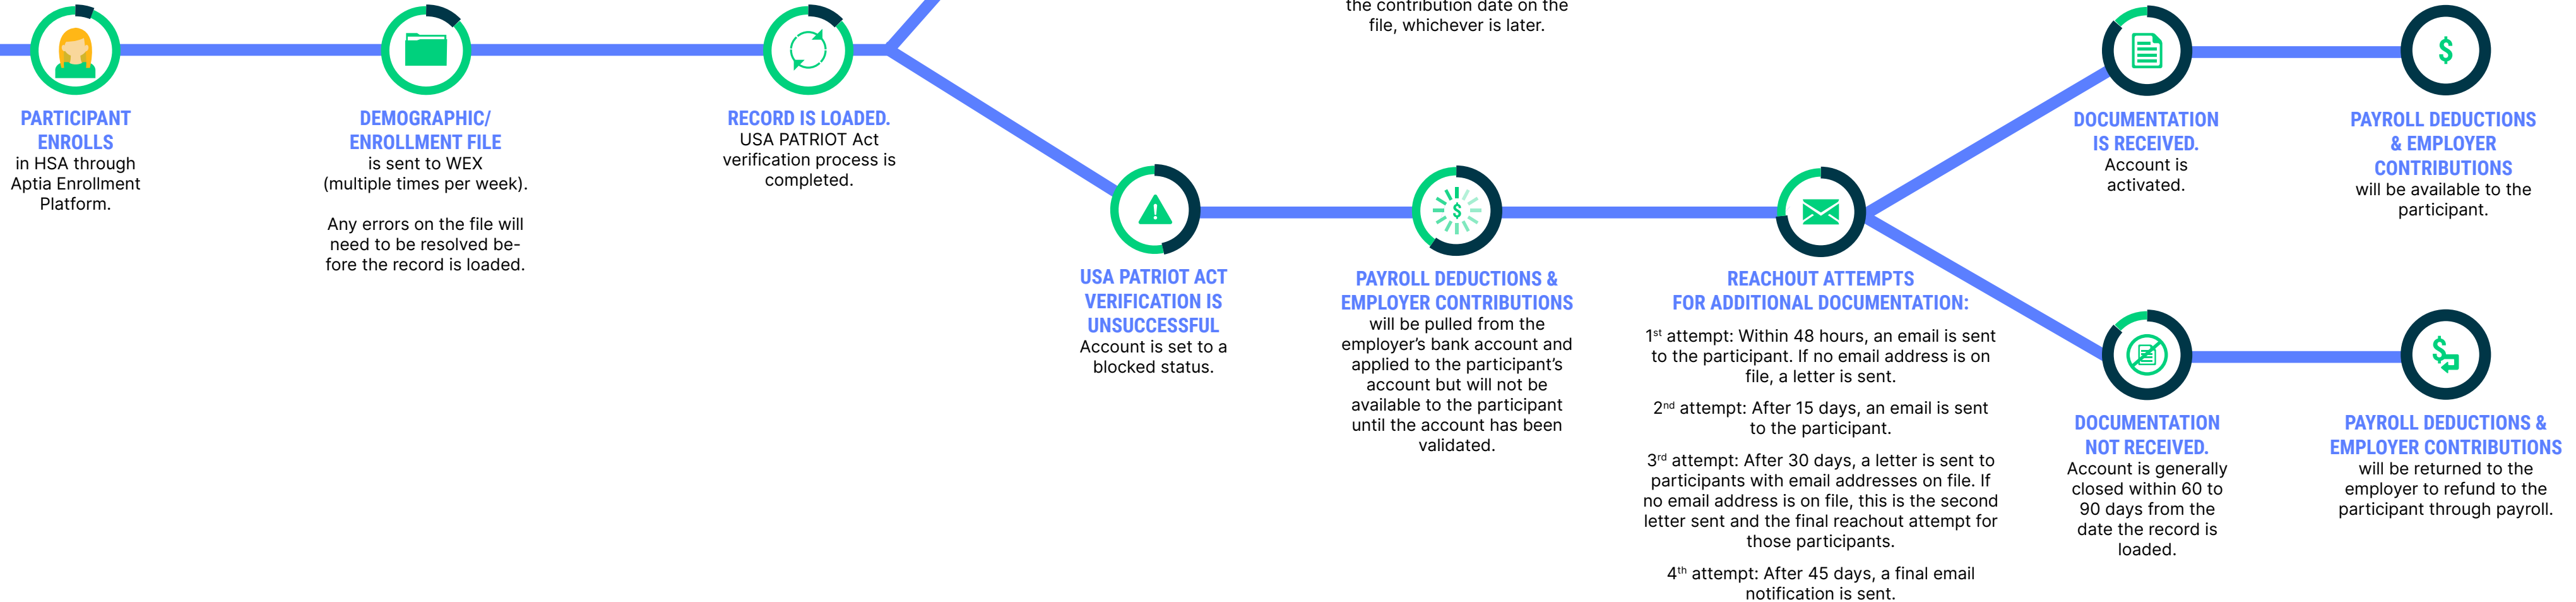 the contribution date on the
file, whichever is later.
PARTICIPANT
ENROLLS
in HSA through
Aptia Enrollment
Platform.
DEMOGRAPHIC/
ENROLLMENT FILE
is sent to WEX
(multiple times per week).
Any errors on the file will
need to be resolved be-
fore the record is loaded.
RECORD IS LOADED.
USA PATRIOT Act
verification process is
completed.
USA PATRIOT ACT
VERIFICATION IS
UNSUCCESSFUL
Account is set to a
blocked status.
$
PAYROLL DEDUCTIONS &
EMPLOYER CONTRIBUTIONS
will be pulled from the
employer’s bank account and
applied to the participant’s
account but will not be
available to the participant
until the account has been
validated.
REACHOUT ATTEMPTS
FOR ADDITIONAL DOCUMENTATION:
1st attempt: Within 48 hours, an email is sent
to the participant. If no email address is on
file, a letter is sent.
2nd attempt: After 15 days, an email is sent
to the participant.
3rd attempt: After 30 days, a letter is sent to
participants with email addresses on file. If
no email address is on file, this is the second
letter sent and the final reachout attempt for
those participants.
4th attempt: After 45 days, a final email
notification is sent.
DOCUMENTATION
IS RECEIVED.
Account is
activated.
$
PAYROLL DEDUCTIONS
& EMPLOYER
CONTRIBUTIONS
will be available to the
participant.
DOCUMENTATION
NOT RECEIVED.
Account is generally
closed within 60 to
90 days from the
date the record is
loaded.
$
PAYROLL DEDUCTIONS &
EMPLOYER CONTRIBUTIONS
will be returned to the
employer to refund to the
participant through payroll.